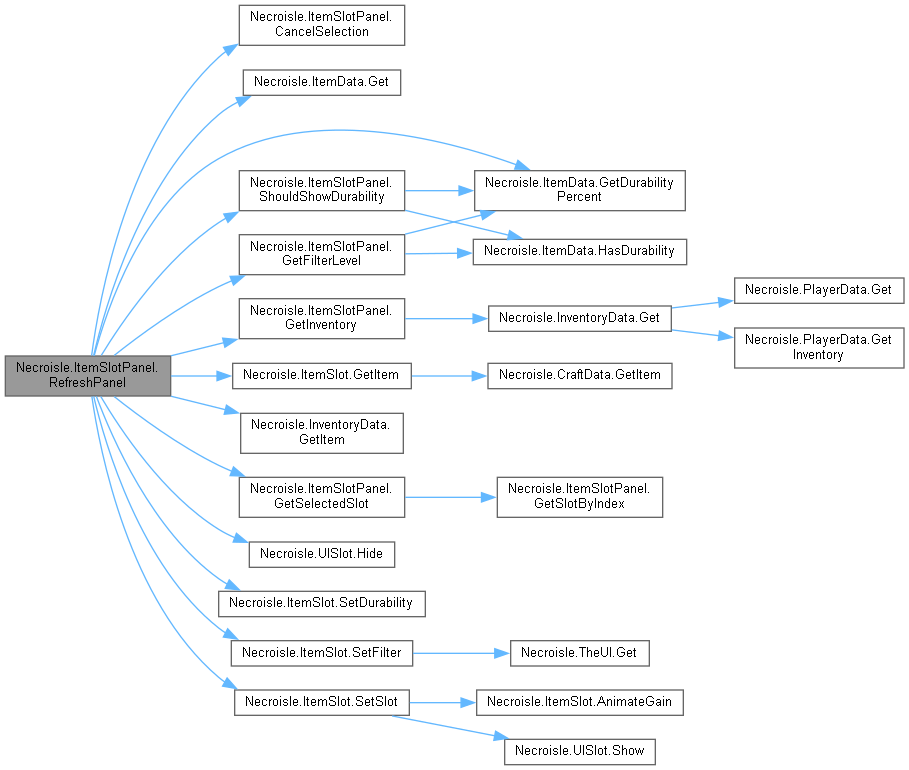 Necroisle.ItemSlotPanel.
CancelSelection
Necroisle.ItemData.Get
Necroisle.ItemSlotPanel.
ShouldShowDurability
Necroisle.ItemData.GetDurability
Percent
Necroisle.ItemSlotPanel.
GetFilterLevel
Necroisle.ItemData.HasDurability
Necroisle.ItemSlotPanel.
GetInventory
Necroisle.InventoryData.Get
Necroisle.PlayerData.Get
Necroisle.PlayerData.Get
Inventory
Necroisle.ItemSlotPanel.
RefreshPanel
Necroisle.ItemSlot.GetItem
Necroisle.CraftData.GetItem
Necroisle.InventoryData.
GetItem
Necroisle.ItemSlotPanel.
GetSelectedSlot
Necroisle.ItemSlotPanel.
GetSlotByIndex
Necroisle.UISlot.Hide
Necroisle.ItemSlot.SetDurability
Necroisle.ItemSlot.SetFilter
Necroisle.TheUI.Get
Necroisle.ItemSlot.SetSlot
Necroisle.ItemSlot.AnimateGain
Necroisle.UISlot.Show